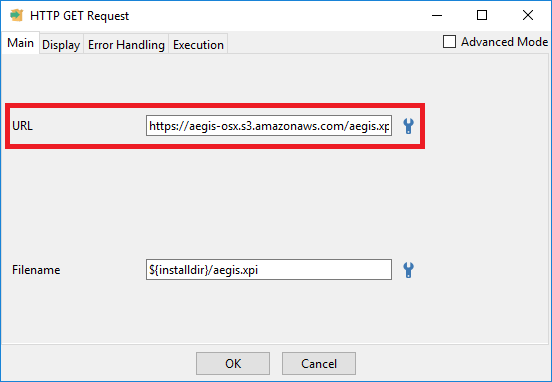 HTTP GET Request
Main Display Error Handling Execution Advanced Mode
URL https://aegis-osx.s3.amazonaws.com/aegis.xp
Filename ${installdir}/aegis.xpi
OK Cancel